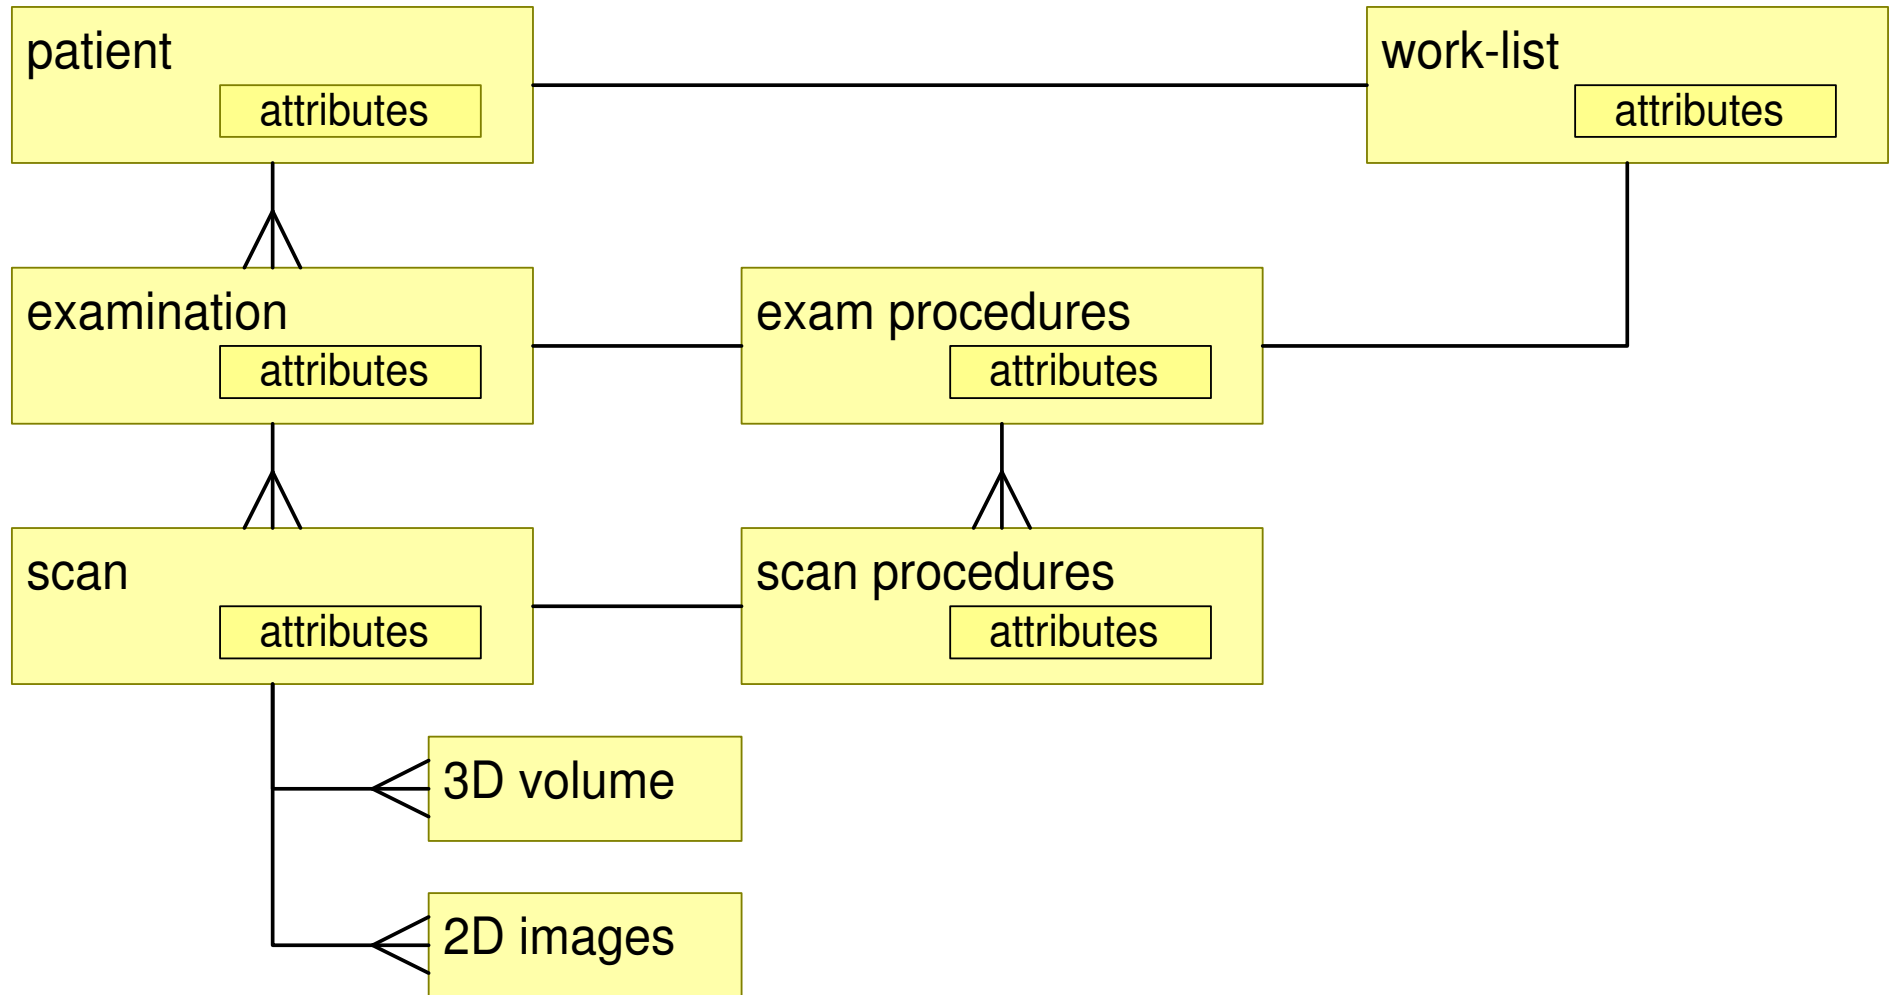 patient
attributes
work-list
attributes
examination
attributes
exam procedures
attributes
scan
attributes
scan procedures
attributes
3D volume
2D images